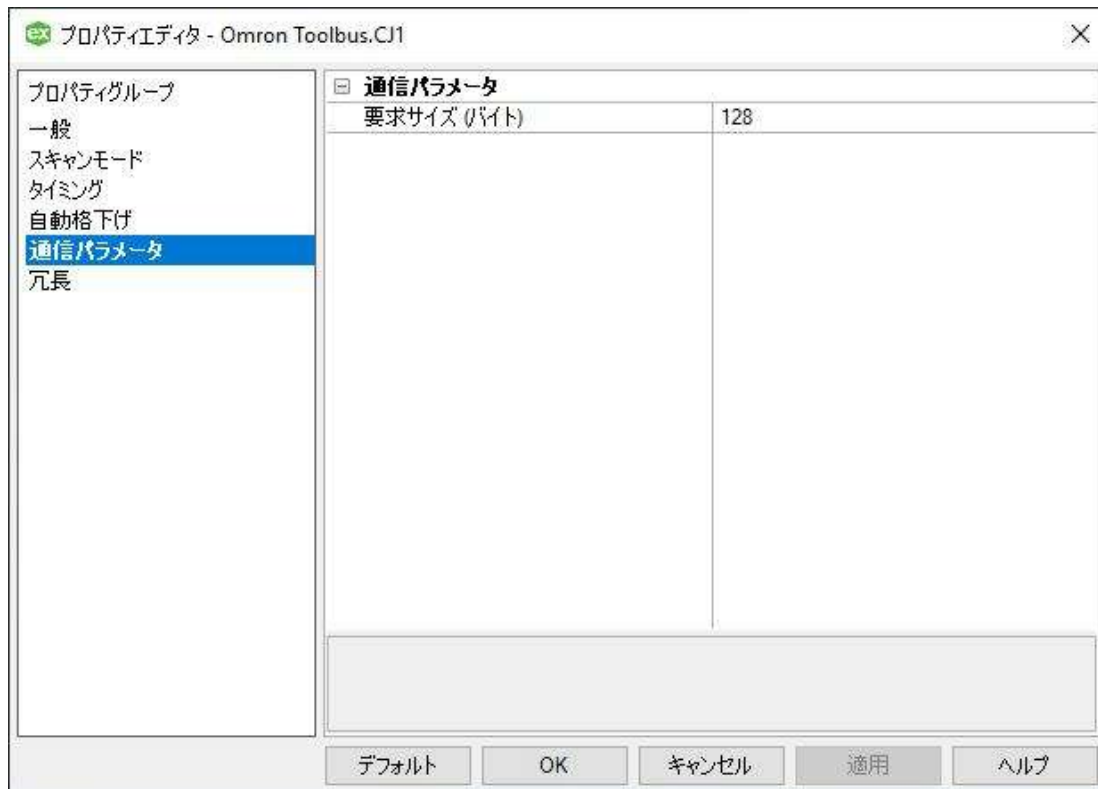 ex プロパティエディタ - Omron Toolbus.CJ1
プロパティグループ
一般
スキャンモード
タイミング
自動格下げ
通信パラメータ
冗長
通信パラメータ
要求サイズ (バイト) 128
デフォルト OK キャンセル 適用 ヘルプ